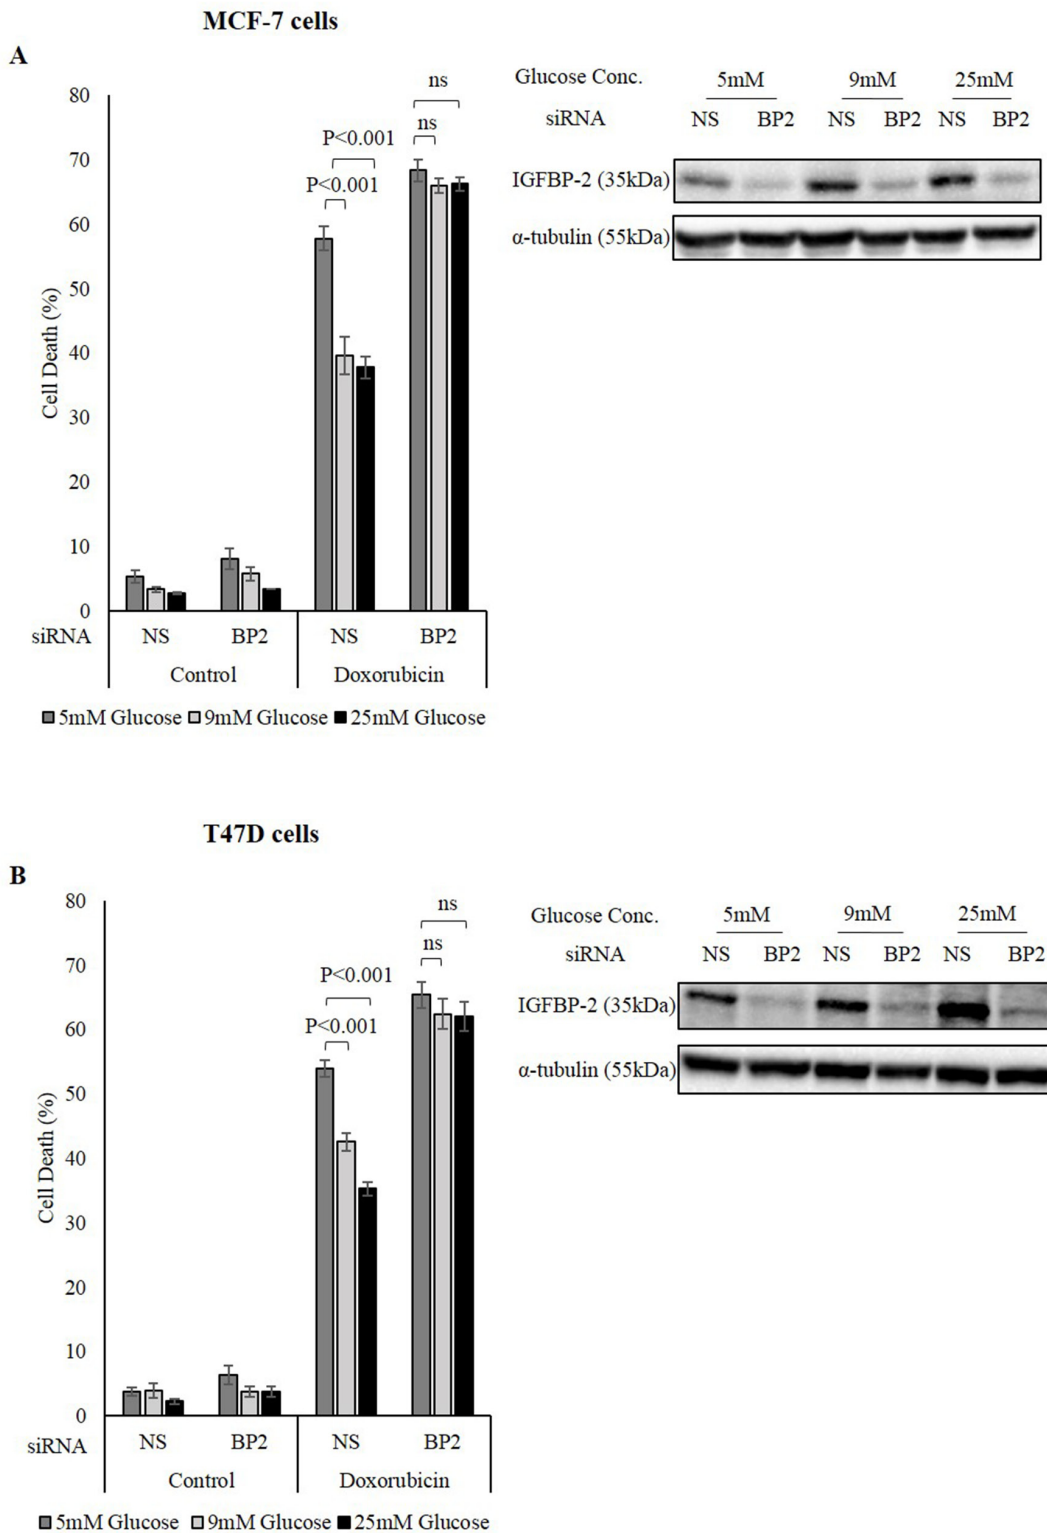 MCF-7 cells
A
Glucose Conc. 5mM 9mM 25mM
siRNA NS BP2 NS BP2 NS BP2
IGFBP-2 (35kDa)
α-tubulin (55kDa)
ns
ns
P<0.001
P<0.001
Cell Death (%)
80
70
60
50
40
30
20
10
0
siRNA NS BP2 NS BP2
Control Doxorubicin
5mM Glucose 9mM Glucose 25mM Glucose
T47D cells
B
Glucose Conc. 5mM 9mM 25mM
siRNA NS BP2 NS BP2 NS BP2
IGFBP-2 (35kDa)
α-tubulin (55kDa)
ns
ns
P<0.001
P<0.001
Cell Death (%)
80
70
60
50
40
30
20
10
0
siRNA NS BP2 NS BP2
Control Doxorubicin
5mM Glucose 9mM Glucose 25mM Glucose